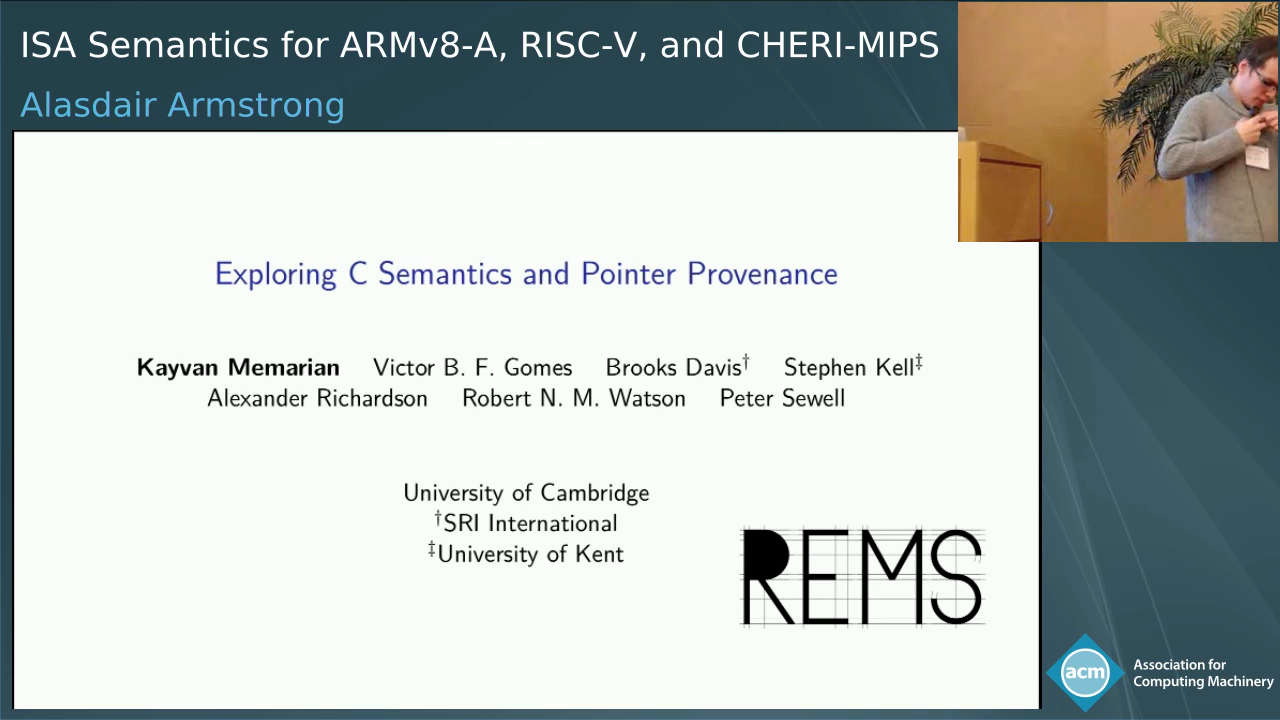 ISA Semantics for ARMv8-A, RISC-V, and CHERI-MIPS
Alasdair Armstrong
Exploring C Semantics and Pointer Provenance
Kayvan Memarian Victor B. F. Gomes Brooks Davis† Stephen Kell‡
Alexander Richardson Robert N. M. Watson Peter Sewell
University of Cambridge
†SRI International
‡University of Kent
REMS
acm
Association for
Computing Machinery